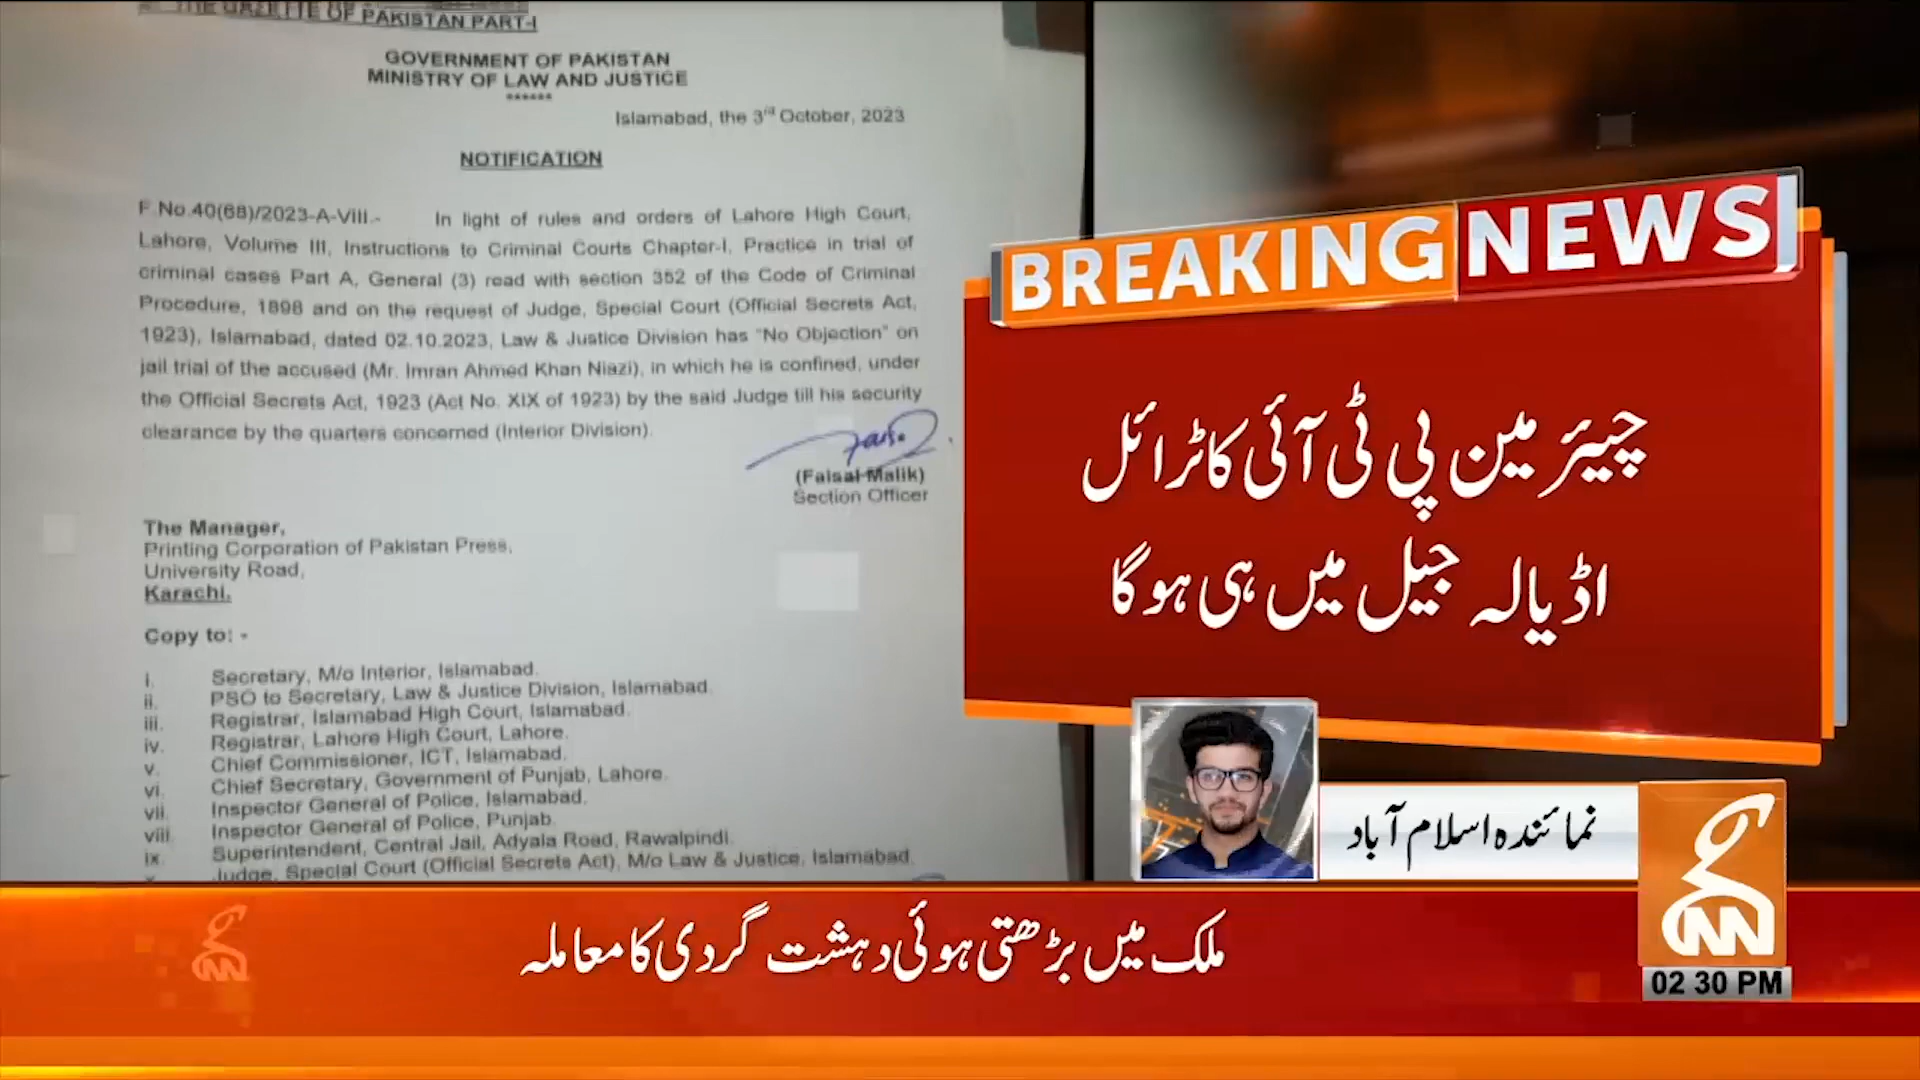 THE GAZETTE OF PAKISTAN PART-I
GOVERNMENT OF PAKISTAN
MINISTRY OF LAW AND JUSTICE
******
Islamabad, the 3rd October, 2023
NOTIFICATION
F.No.40(68)/2023-A-VIII.- In light of rules and orders of Lahore High Court,
Lahore, Volume III, Instructions to Criminal Courts Chapter-I, Practice in trial of
criminal cases Part A, General (3) read with section 352 of the Code of Criminal
Procedure, 1898 and on the request of Judge, Special Court (Official Secrets Act,
1923), Islamabad, dated 02.10.2023, Law & Justice Division has "No Objection" on
jail trial of the accused (Mr. Imran Ahmed Khan Niazi), in which he is confined, under
the Official Secrets Act, 1923 (Act No. XIX of 1923) by the said Judge till his security
clearance by the quarters concerned (Interior Division).
(Faisal Malik)
Section Officer
The Manager,
Printing Corporation of Pakistan Press,
University Road,
Karachi.
Copy to: -
i. Secretary, M/o Interior, Islamabad.
ii. PSO to Secretary, Law & Justice Division, Islamabad.
iii. Registrar, Islamabad High Court, Islamabad.
iv. Registrar, Lahore High Court, Lahore.
v. Chief Commissioner, ICT, Islamabad.
vi. Chief Secretary, Government of Punjab, Lahore.
vii. Inspector General of Police, Islamabad.
viii. Inspector General of Police, Punjab.
ix. Superintendent, Central Jail, Adyala Road, Rawalpindi.
x. Judge, Special Court (Official Secrets Act), M/o Law & Justice, Islamabad.
BREAKING NEWS
چیئرمین پی ٹی آئی کا ٹرائل
اڈیالہ جیل میں ہی ہوگا
نمائندہ اسلام آباد
GNN
02 30 PM
ملک میں بڑھتی ہوئی دہشت گردی کا معاملہ
GNN